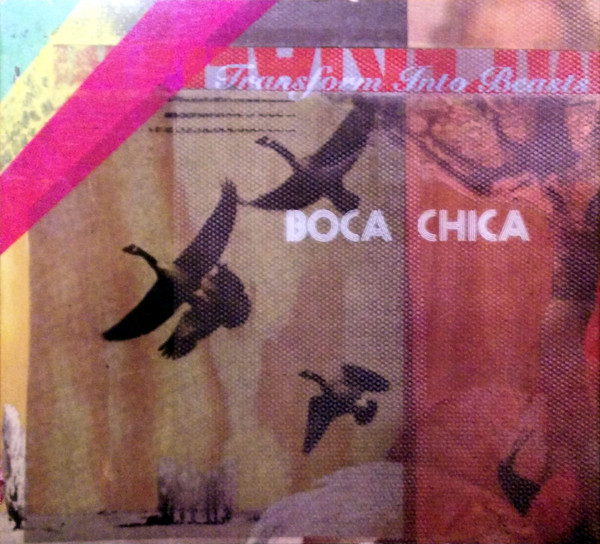 Transform Into Beasts
BOCA CHICA